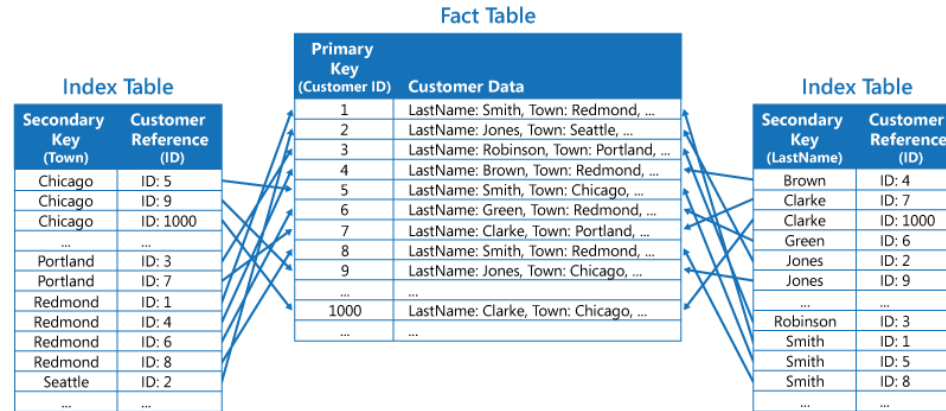 Fact Table
Primary
Key
(Customer ID)
Customer Data
1 LastName: Smith, Town: Redmond, ...
2 LastName: Jones, Town: Seattle, ...
3 LastName: Robinson, Town: Portland, ...
4 LastName: Brown, Town: Redmond, ...
5 LastName: Smith, Town: Chicago, ...
6 LastName: Green, Town: Redmond, ...
7 LastName: Clarke, Town: Portland, ...
8 LastName: Smith, Town: Redmond, ...
9 LastName: Jones, Town: Chicago, ...
... ...
1000 LastName: Clarke, Town: Chicago, ...
... ...
Index Table
Secondary
Key
(Town)
Customer
Reference
(ID)
Chicago ID: 5
Chicago ID: 9
Chicago ID: 1000
... ...
Portland ID: 3
Portland ID: 7
Redmond ID: 1
Redmond ID: 4
Redmond ID: 6
Redmond ID: 8
Seattle ID: 2
... ...
Index Table
Secondary
Key
(LastName)
Customer
Reference
(ID)
Brown ID: 4
Clarke ID: 7
Clarke ID: 1000
Green ID: 6
Jones ID: 2
Jones ID: 9
... ...
Robinson ID: 3
Smith ID: 1
Smith ID: 5
Smith ID: 8
... ...